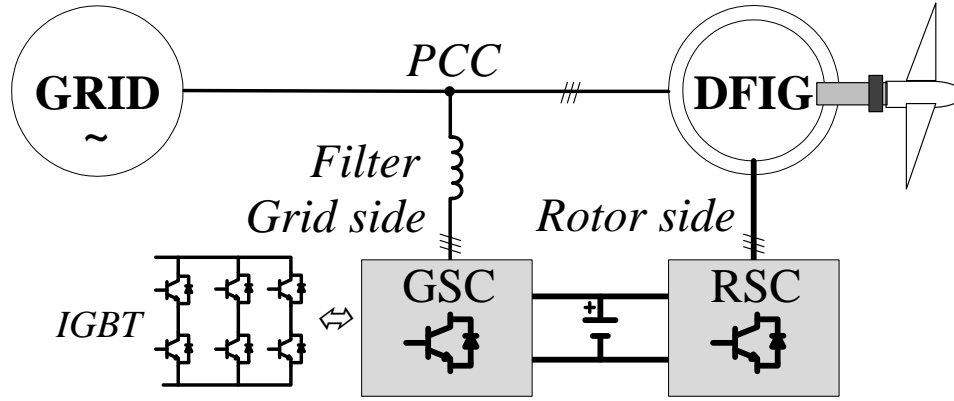 PCC
GRID
~
DFIG
Filter
Grid side
Rotor side
GSC
RSC
IGBT
+